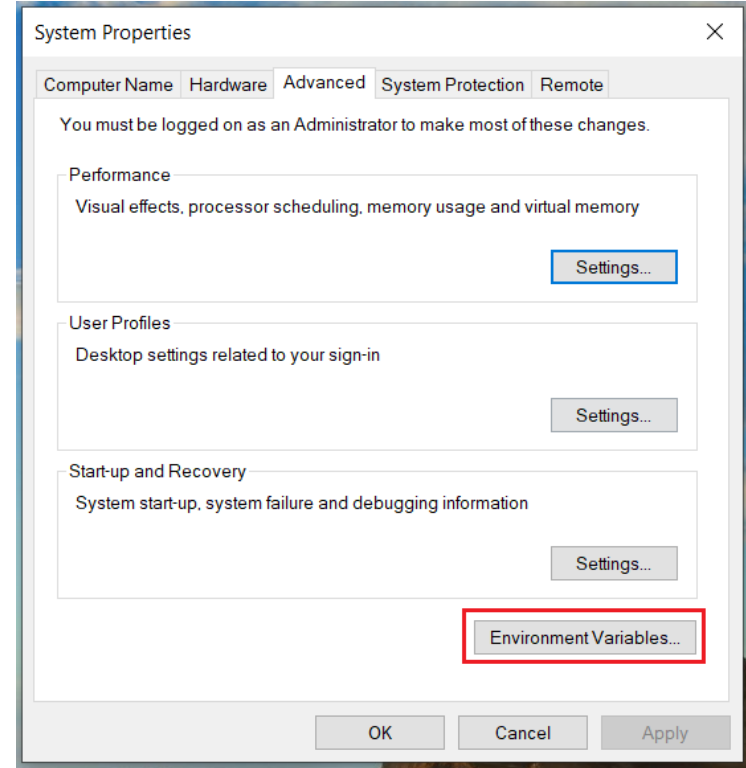 System Properties
Computer Name Hardware Advanced System Protection Remote
You must be logged on as an Administrator to make most of these changes.
Performance
Visual effects, processor scheduling, memory usage and virtual memory
Settings...
User Profiles
Desktop settings related to your sign-in
Settings...
Start-up and Recovery
System start-up, system failure and debugging information
Settings...
Environment Variables...
OK Cancel Apply